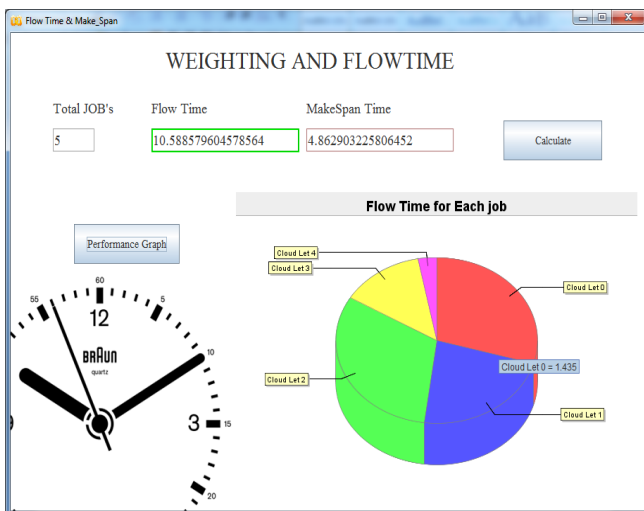 Flow Time & Make_Span
WEIGHTING AND FLOWTIME
Total JOB's Flow Time MakeSpan Time
5 10.588579604578564 4.862903225806452 Calculate
Performance Graph
Flow Time for Each job
Cloud Let 4
Cloud Let 3
Cloud Let 0
Cloud Let 0 = 1.435
Cloud Let 2
Cloud Let 1
60
55 5
12
BRAUN
quartz
10
3 15
20